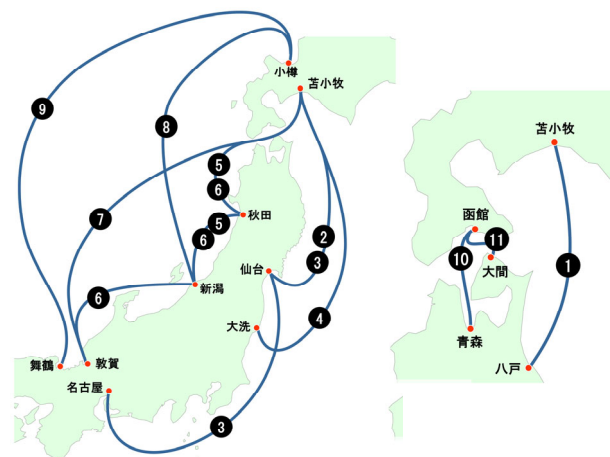 小樽
苫小牧
9
8
5
6
7
秋田
5
6
2
3
仙台
新潟
6
大洗
4
舞鶴
敦賀
名古屋
3
苫小牧
函館
11
10
大間
1
青森
八戸